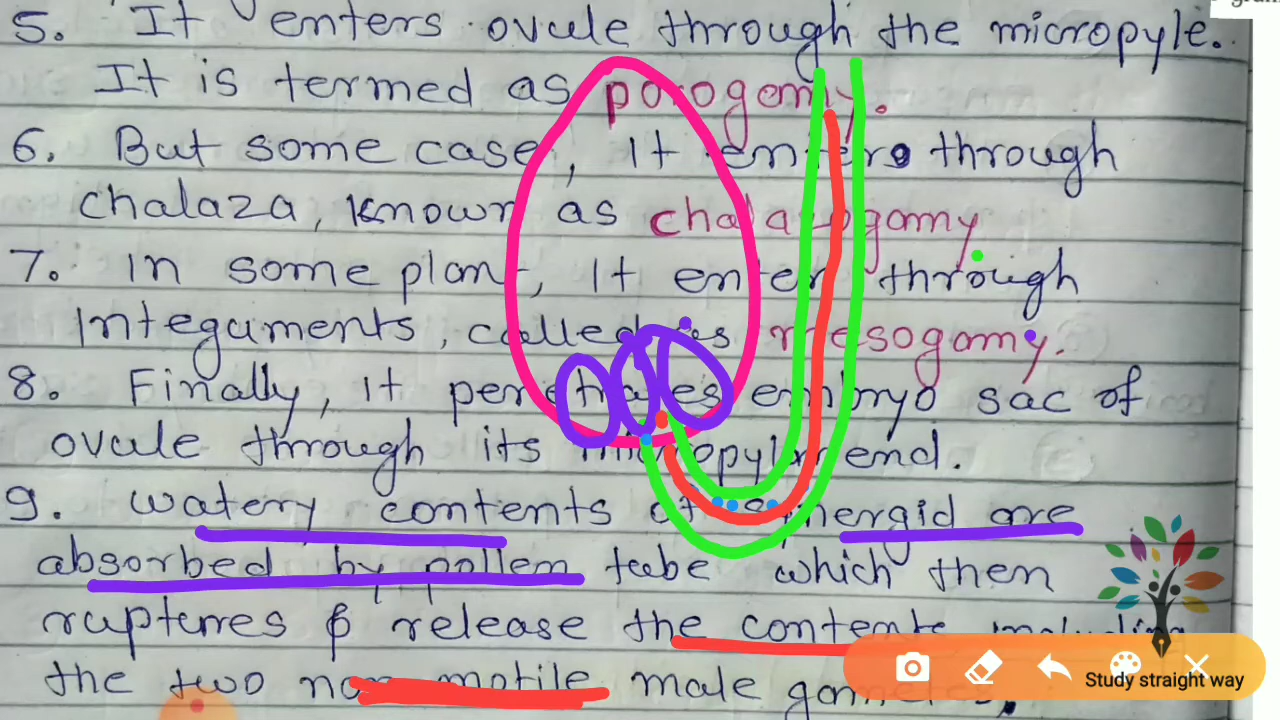 5. It enters ovule through the micropyle.
It is termed as porogamy.
6. But some case, It enters through
chalaza, known as chalazogamy
7. In some plant, It enter through
Integuments, called as mesogamy.
8. Finally, it penetrates embryo sac of
ovule through its micropylar end.
9. Watery contents of synergid are
absorbed by pollen tube which then
ruptures & release the contents including
the two non motile male gametes,
Study straight way